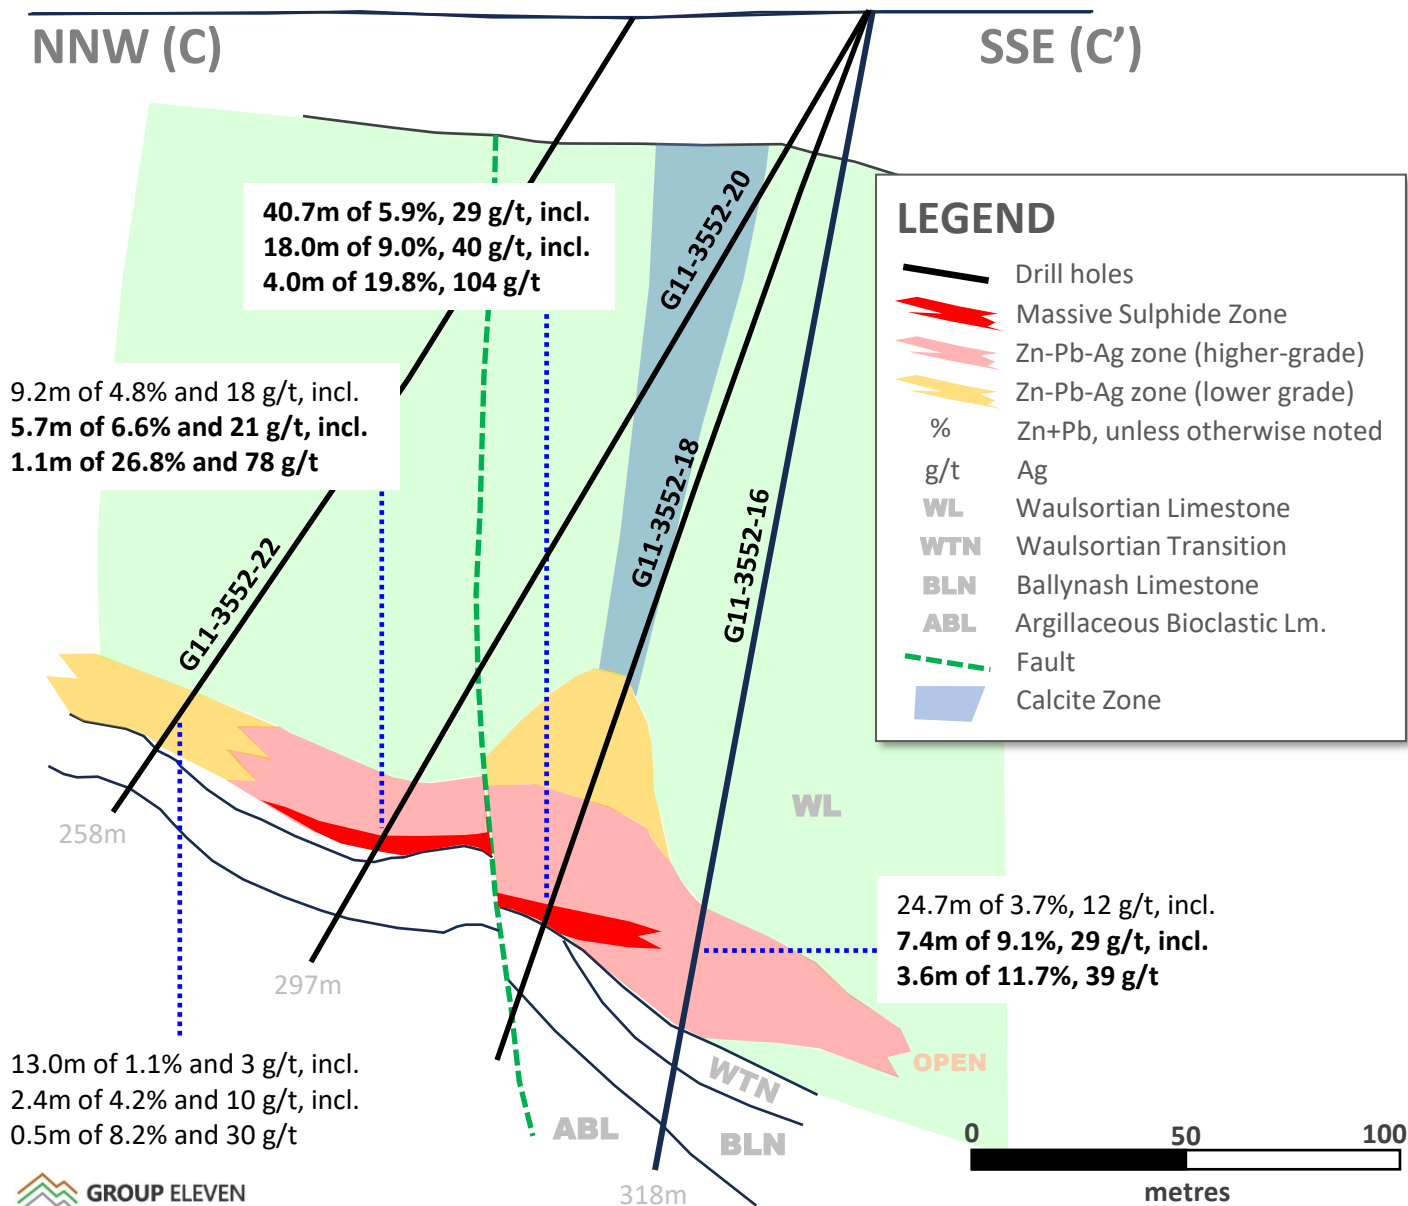 NNW (C)
SSE (C’)
40.7m of 5.9%, 29 g/t, incl.
18.0m of 9.0%, 40 g/t, incl.
4.0m of 19.8%, 104 g/t
9.2m of 4.8% and 18 g/t, incl.
5.7m of 6.6% and 21 g/t, incl.
1.1m of 26.8% and 78 g/t
G11-3552-20
G11-3552-18
G11-3552-16
G11-3552-22
LEGEND
Drill holes
Massive Sulphide Zone
Zn-Pb-Ag zone (higher-grade)
Zn-Pb-Ag zone (lower grade)
% Zn+Pb, unless otherwise noted
g/t Ag
WL Waulsortian Limestone
WTN Waulsortian Transition
BLN Ballynash Limestone
ABL Argillaceous Bioclastic Lm.
Fault
Calcite Zone
WL
258m
297m
24.7m of 3.7%, 12 g/t, incl.
7.4m of 9.1%, 29 g/t, incl.
3.6m of 11.7%, 39 g/t
13.0m of 1.1% and 3 g/t, incl.
2.4m of 4.2% and 10 g/t, incl.
0.5m of 8.2% and 30 g/t
OPEN
WTN
ABL
BLN
318m
0 50 100
metres
GROUP ELEVEN